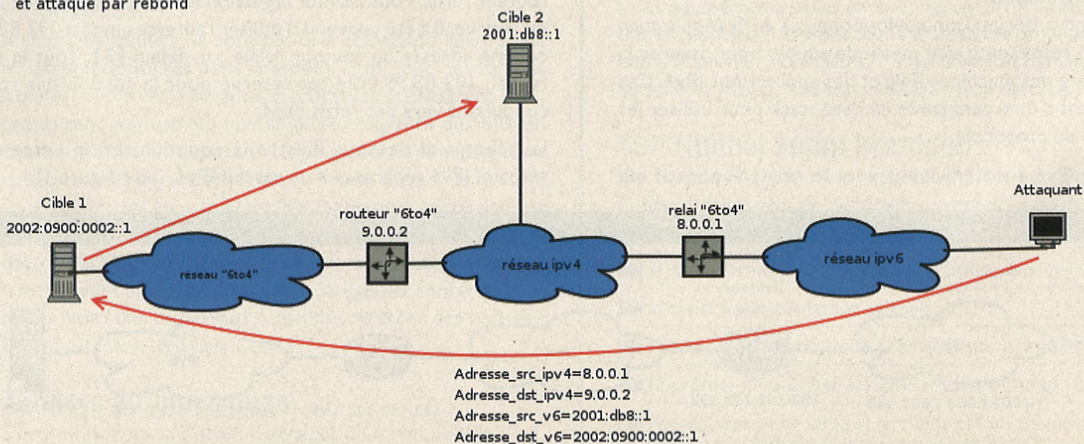 et attaque par rebond
Cible 2
2001:db8::1
Cible 1
2002:0900:0002::1
routeur "6to4"
9.0.0.2
relai "6to4"
8.0.0.1
Attaquant
réseau "6to4"
réseau ipv4
réseau ipv6
Adresse_src_ipv4=8.0.0.1
Adresse_dst_ipv4=9.0.0.2
Adresse_src_v6=2001:db8::1
Adresse_dst_v6=2002:0900:0002::1